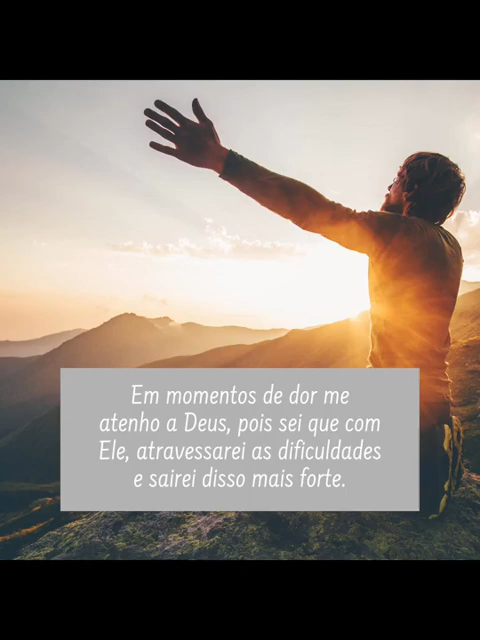 Em momentos de dor me
atenho a Deus, pois sei que com
Ele, atravessarei as dificuldades
e sairei disso mais forte.